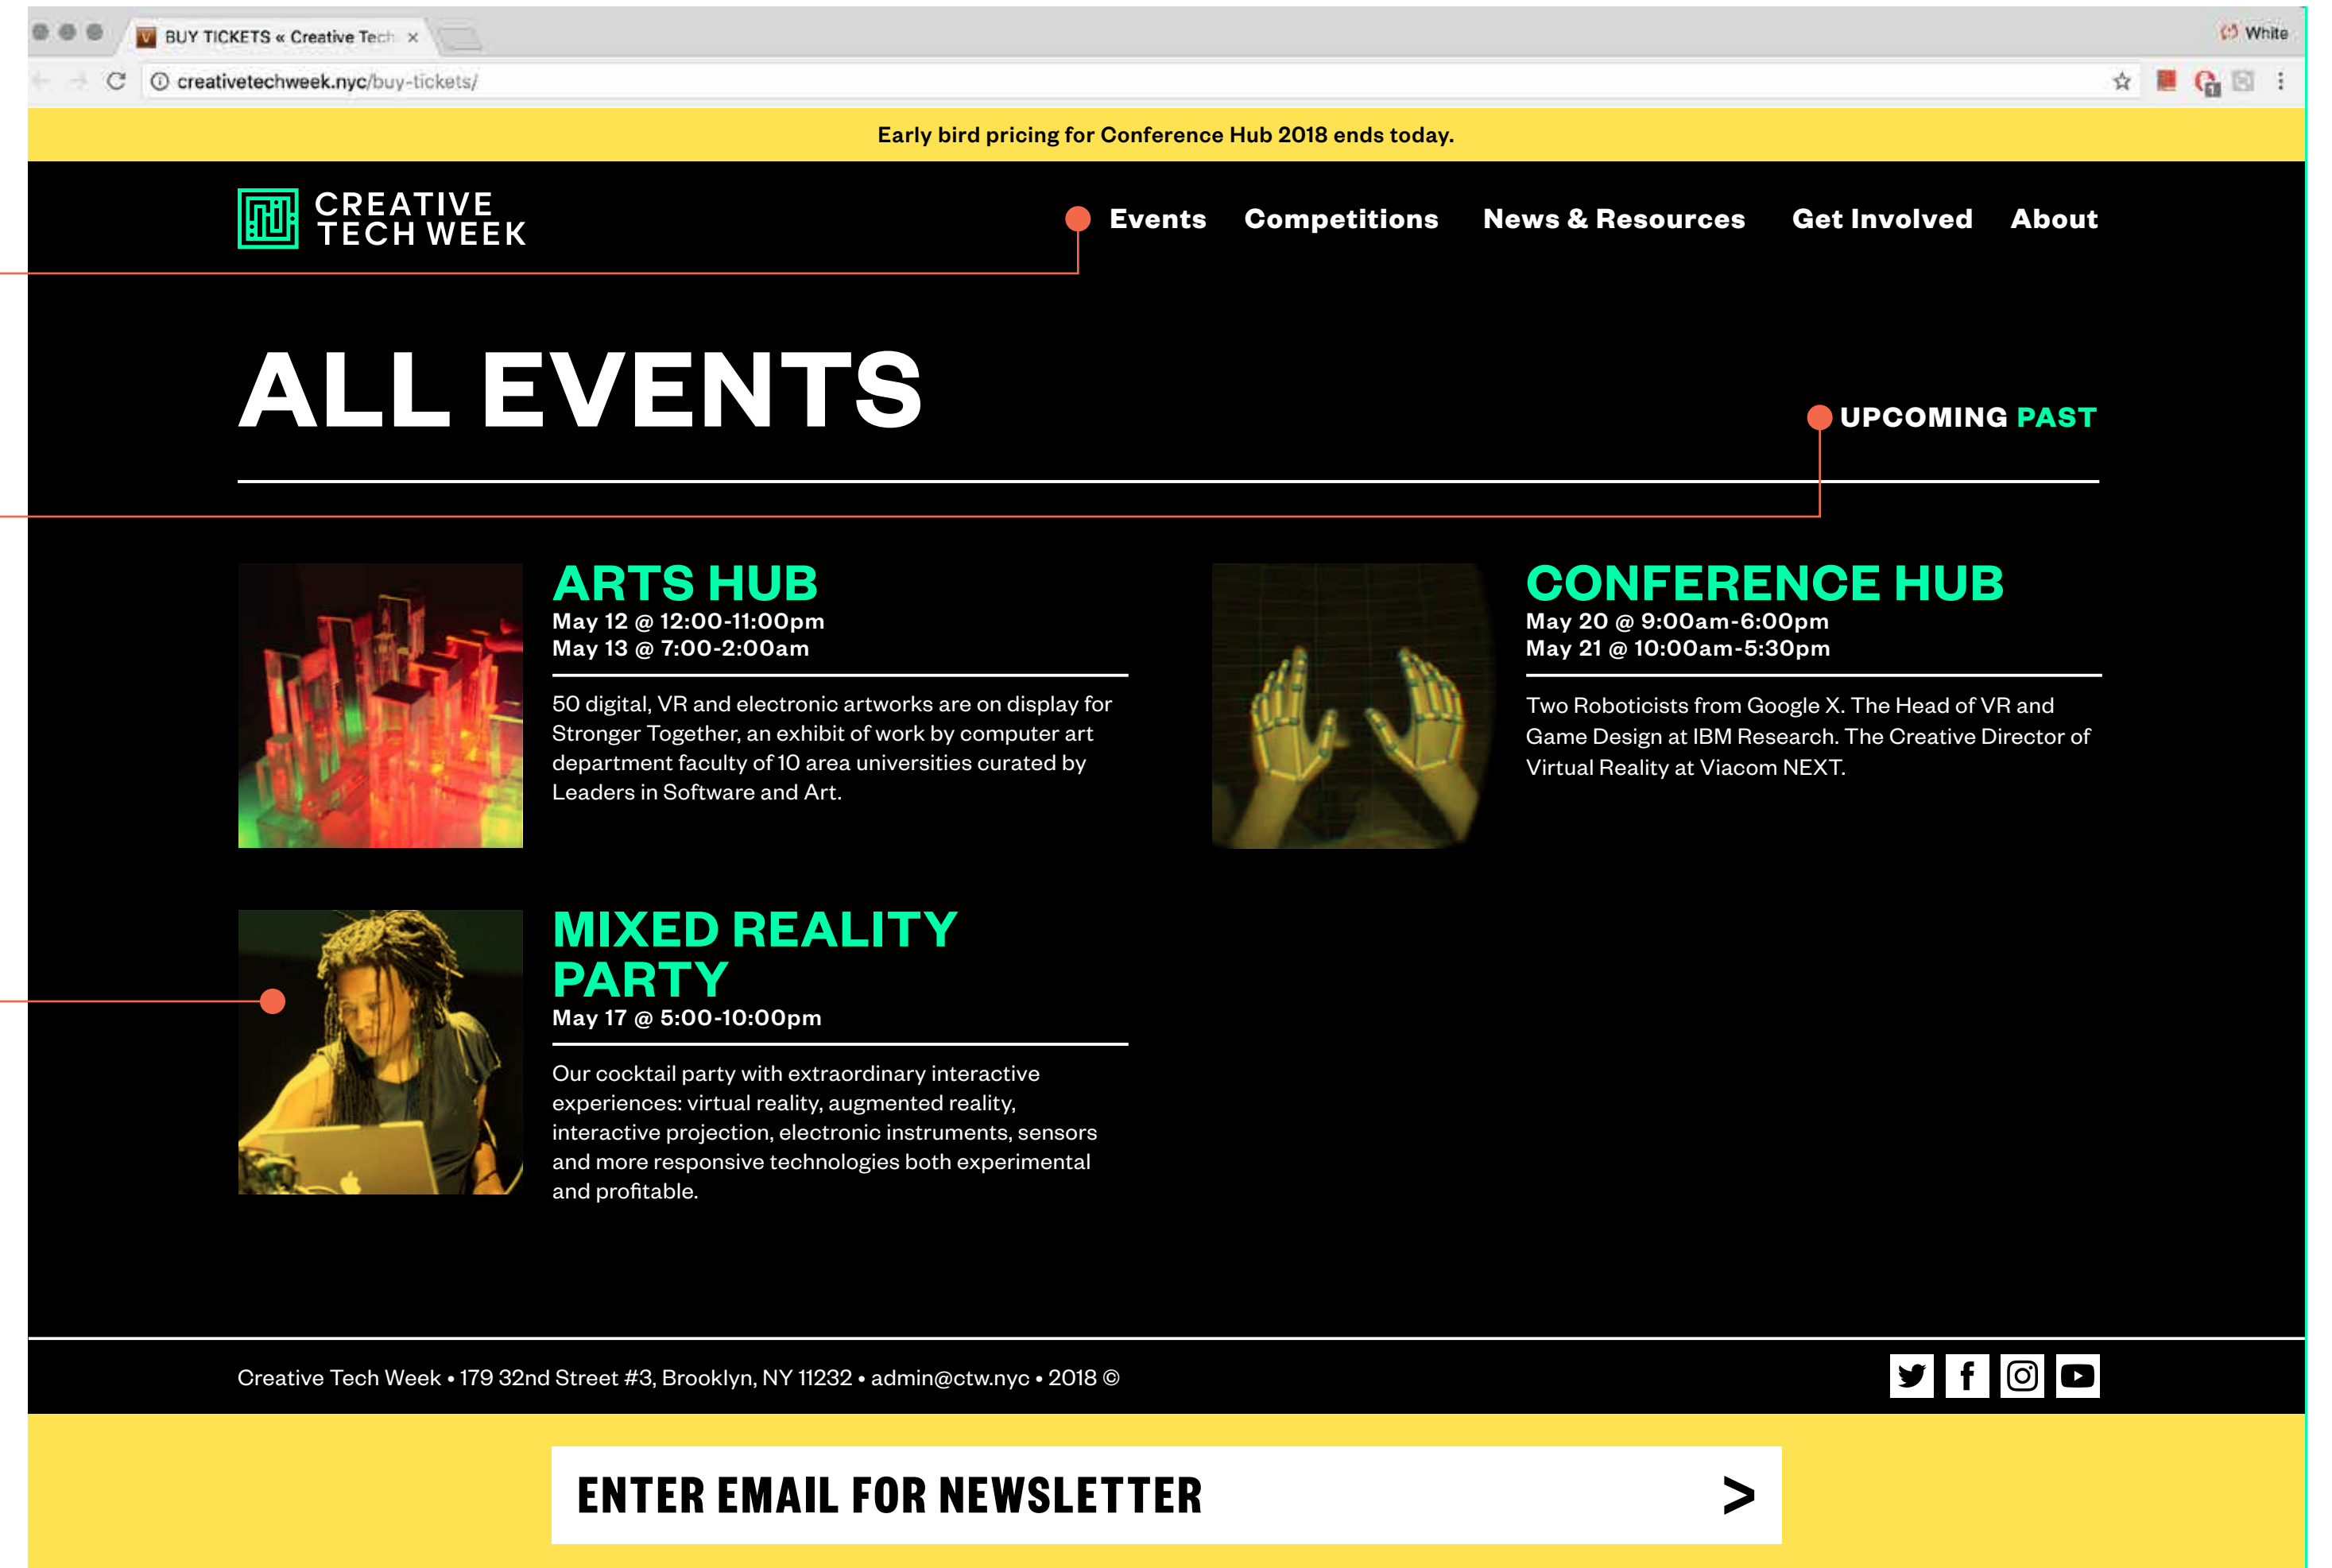 BUY TICKETS « Creative Tech
White
creativetechweek.nyc/buy-tickets/
Early bird pricing for Conference Hub 2018 ends today.
CREATIVE
TECH WEEK
Events Competitions News & Resources Get Involved About
ALL EVENTS
UPCOMING PAST
ARTS HUB
May 12 @ 12:00-11:00pm
May 13 @ 7:00-2:00am
50 digital, VR and electronic artworks are on display for
Stronger Together, an exhibit of work by computer art
department faculty of 10 area universities curated by
Leaders in Software and Art.
CONFERENCE HUB
May 20 @ 9:00am-6:00pm
May 21 @ 10:00am-5:30pm
Two Roboticists from Google X. The Head of VR and
Game Design at IBM Research. The Creative Director of
Virtual Reality at Viacom NEXT.
MIXED REALITY
PARTY
May 17 @ 5:00-10:00pm
Our cocktail party with extraordinary interactive
experiences: virtual reality, augmented reality,
interactive projection, electronic instruments, sensors
and more responsive technologies both experimental
and profitable.
Creative Tech Week • 179 32nd Street #3, Brooklyn, NY 11232 • admin@ctw.nyc • 2018 ©
ENTER EMAIL FOR NEWSLETTER >